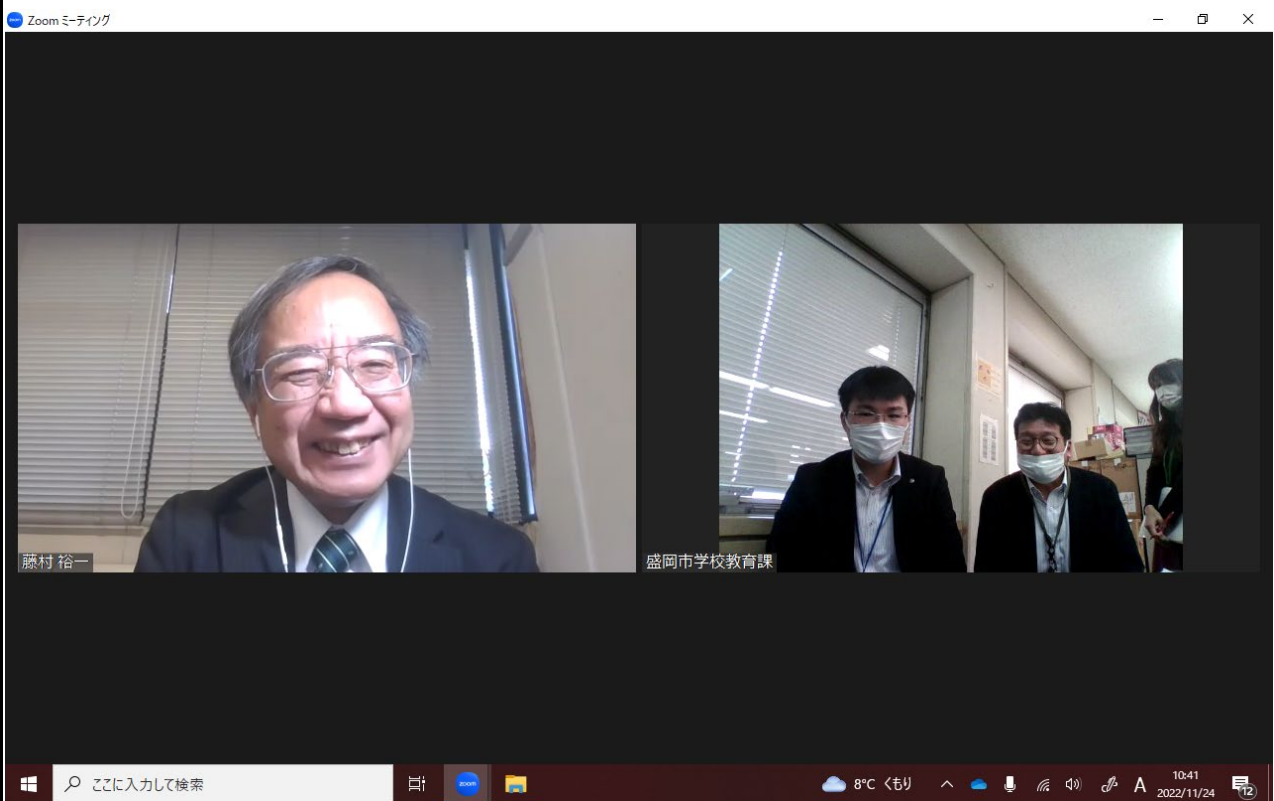 zoom
Zoom ミーティング
藤村 裕一
盛岡市学校教育課
ここに入力して検索
zoom
8°C くもり
A
10:41
2022/11/24
12